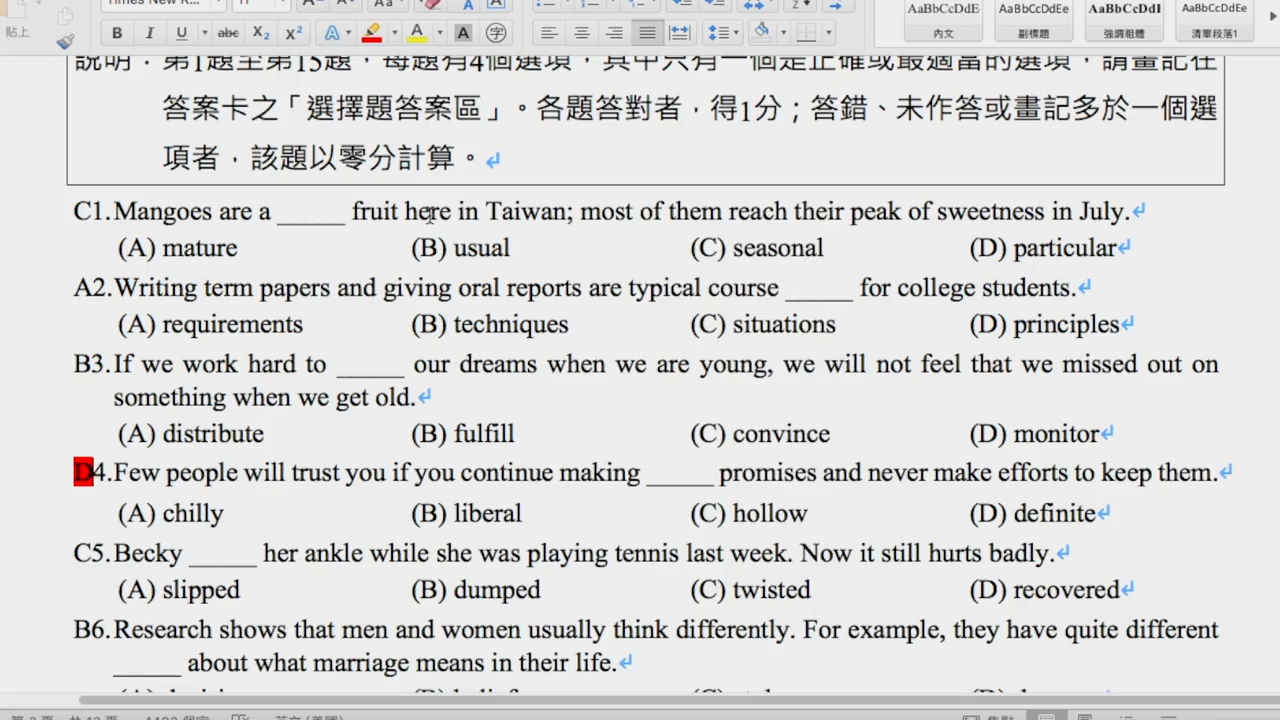 Times New R...
貼上
B I U abc X₂ X² A A A 字
AaBbCcDdE AaBbCcDdEe AaBbCcDdI AaBbCcDdEe
內文 副標題 強調粗體 清單段落1
說明：第1題至第15題，每題有4個選項，其中只有一個是正確或最適當的選項，請畫記在
答案卡之「選擇題答案區」。各題答對者，得1分；答錯、未作答或畫記多於一個選
項者，該題以零分計算。
C1.Mangoes are a _____ fruit here in Taiwan; most of them reach their peak of sweetness in July.
(A) mature (B) usual (C) seasonal (D) particular
A2.Writing term papers and giving oral reports are typical course _____ for college students.
(A) requirements (B) techniques (C) situations (D) principles
B3.If we work hard to _____ our dreams when we are young, we will not feel that we missed out on
something when we get old.
(A) distribute (B) fulfill (C) convince (D) monitor
D4.Few people will trust you if you continue making _____ promises and never make efforts to keep them.
(A) chilly (B) liberal (C) hollow (D) definite
C5.Becky _____ her ankle while she was playing tennis last week. Now it still hurts badly.
(A) slipped (B) dumped (C) twisted (D) recovered
B6.Research shows that men and women usually think differently. For example, they have quite different
_____ about what marriage means in their life.